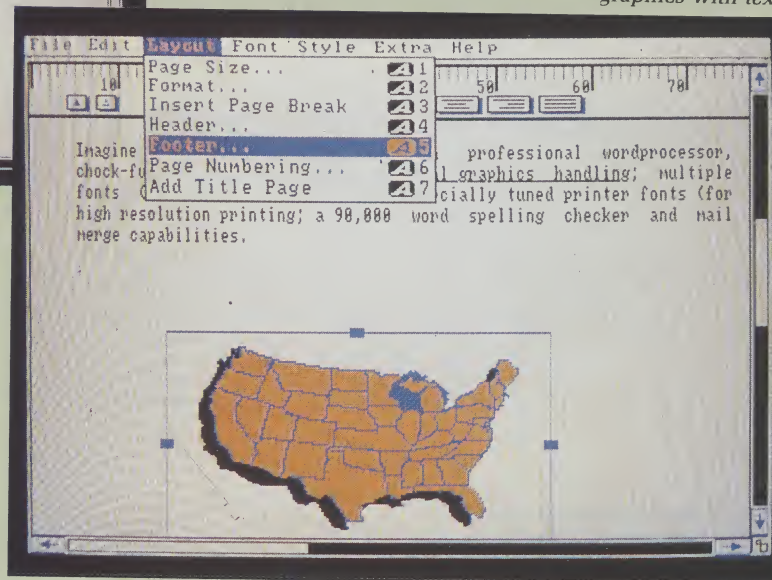 graphics with tex
File Edit Layout Font Style Extra Help
10 50 60 70
Page Size... A 1
Format... A 2
Insert Page Break A 3
Header... A 4
Footer... A 5
Page Numbering... A 6
Add Title Page A 7
Imagine professional wordprocessor,
chock-fu l graphics handling; multiple
fonts ( cially tuned printer fonts (for
high resolution printing; a 90,000 word spelling checker and mail
merge capabilities.